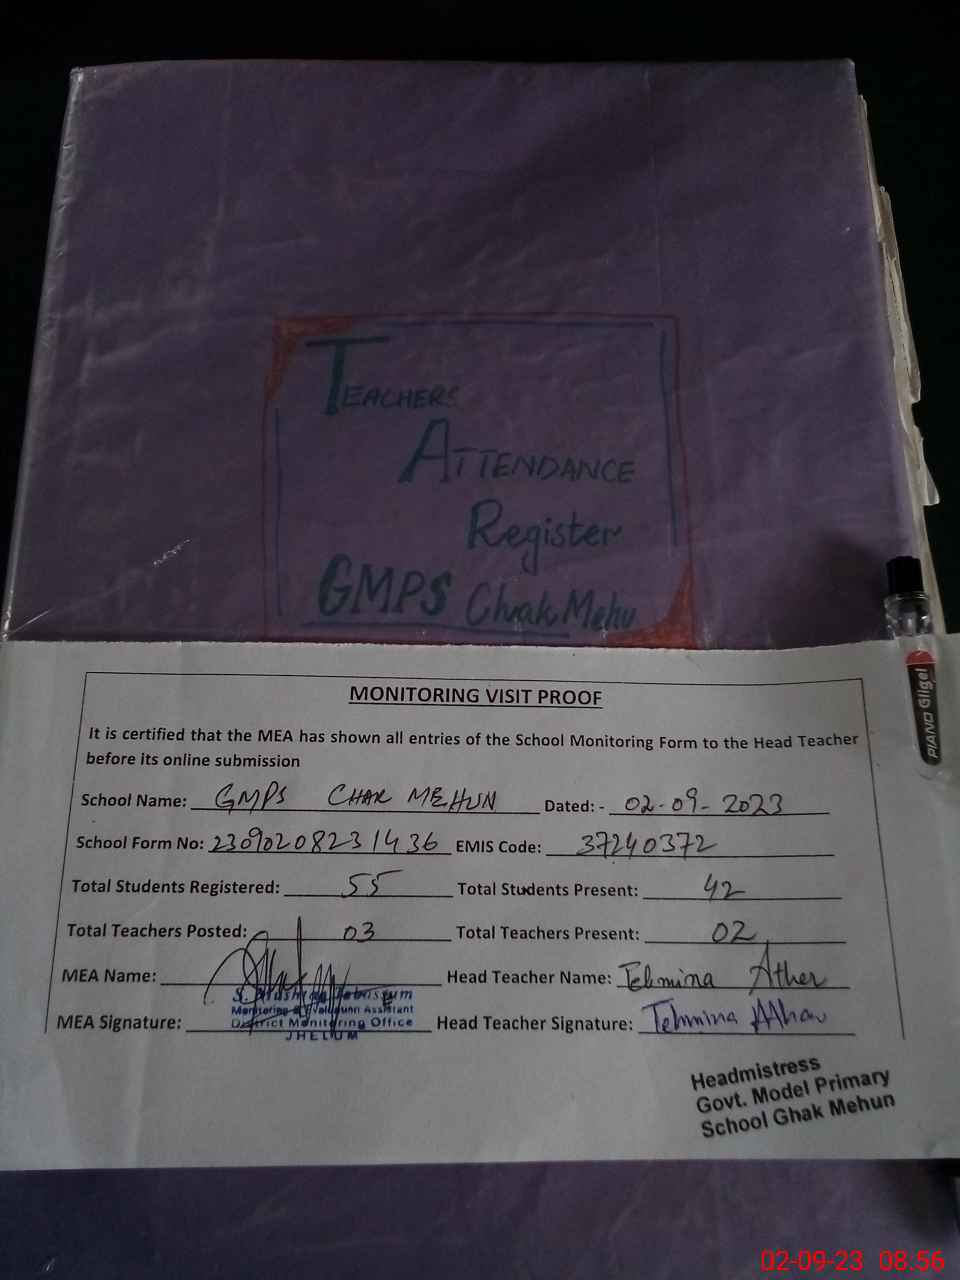 TEACHERS
ATTENDANCE
Register
GMPS Chak Mehu
PIANO Gligel
MONITORING VISIT PROOF
It is certified that the MEA has shown all entries of the School Monitoring Form to the Head Teacher
before its online submission
School Name: GMPS CHAK MEHUN Dated: - 02-09-2023
School Form No: 2309020823 1436 EMIS Code: 37240372
Total Students Registered: 55 Total Students Present: 42
Total Teachers Posted: 03 Total Teachers Present: 02
MEA Name: Head Teacher Name: Tehmina Ather
S. Tabassum
Monitoring & Assistant
MEA Signature: District Monitoring Office Head Teacher Signature: Tehmina Ather
JHELUM
Headmistress
Govt. Model Primary
School Ghak Mehun
02-09-23 08:56